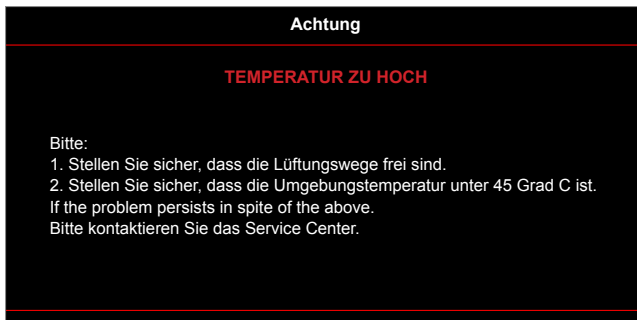 Achtung
TEMPERATUR ZU HOCH
Bitte:
1. Stellen Sie sicher, dass die Lüftungswege frei sind.
2. Stellen Sie sicher, dass die Umgebungstemperatur unter 45 Grad C ist.
If the problem persists in spite of the above.
Bitte kontaktieren Sie das Service Center.